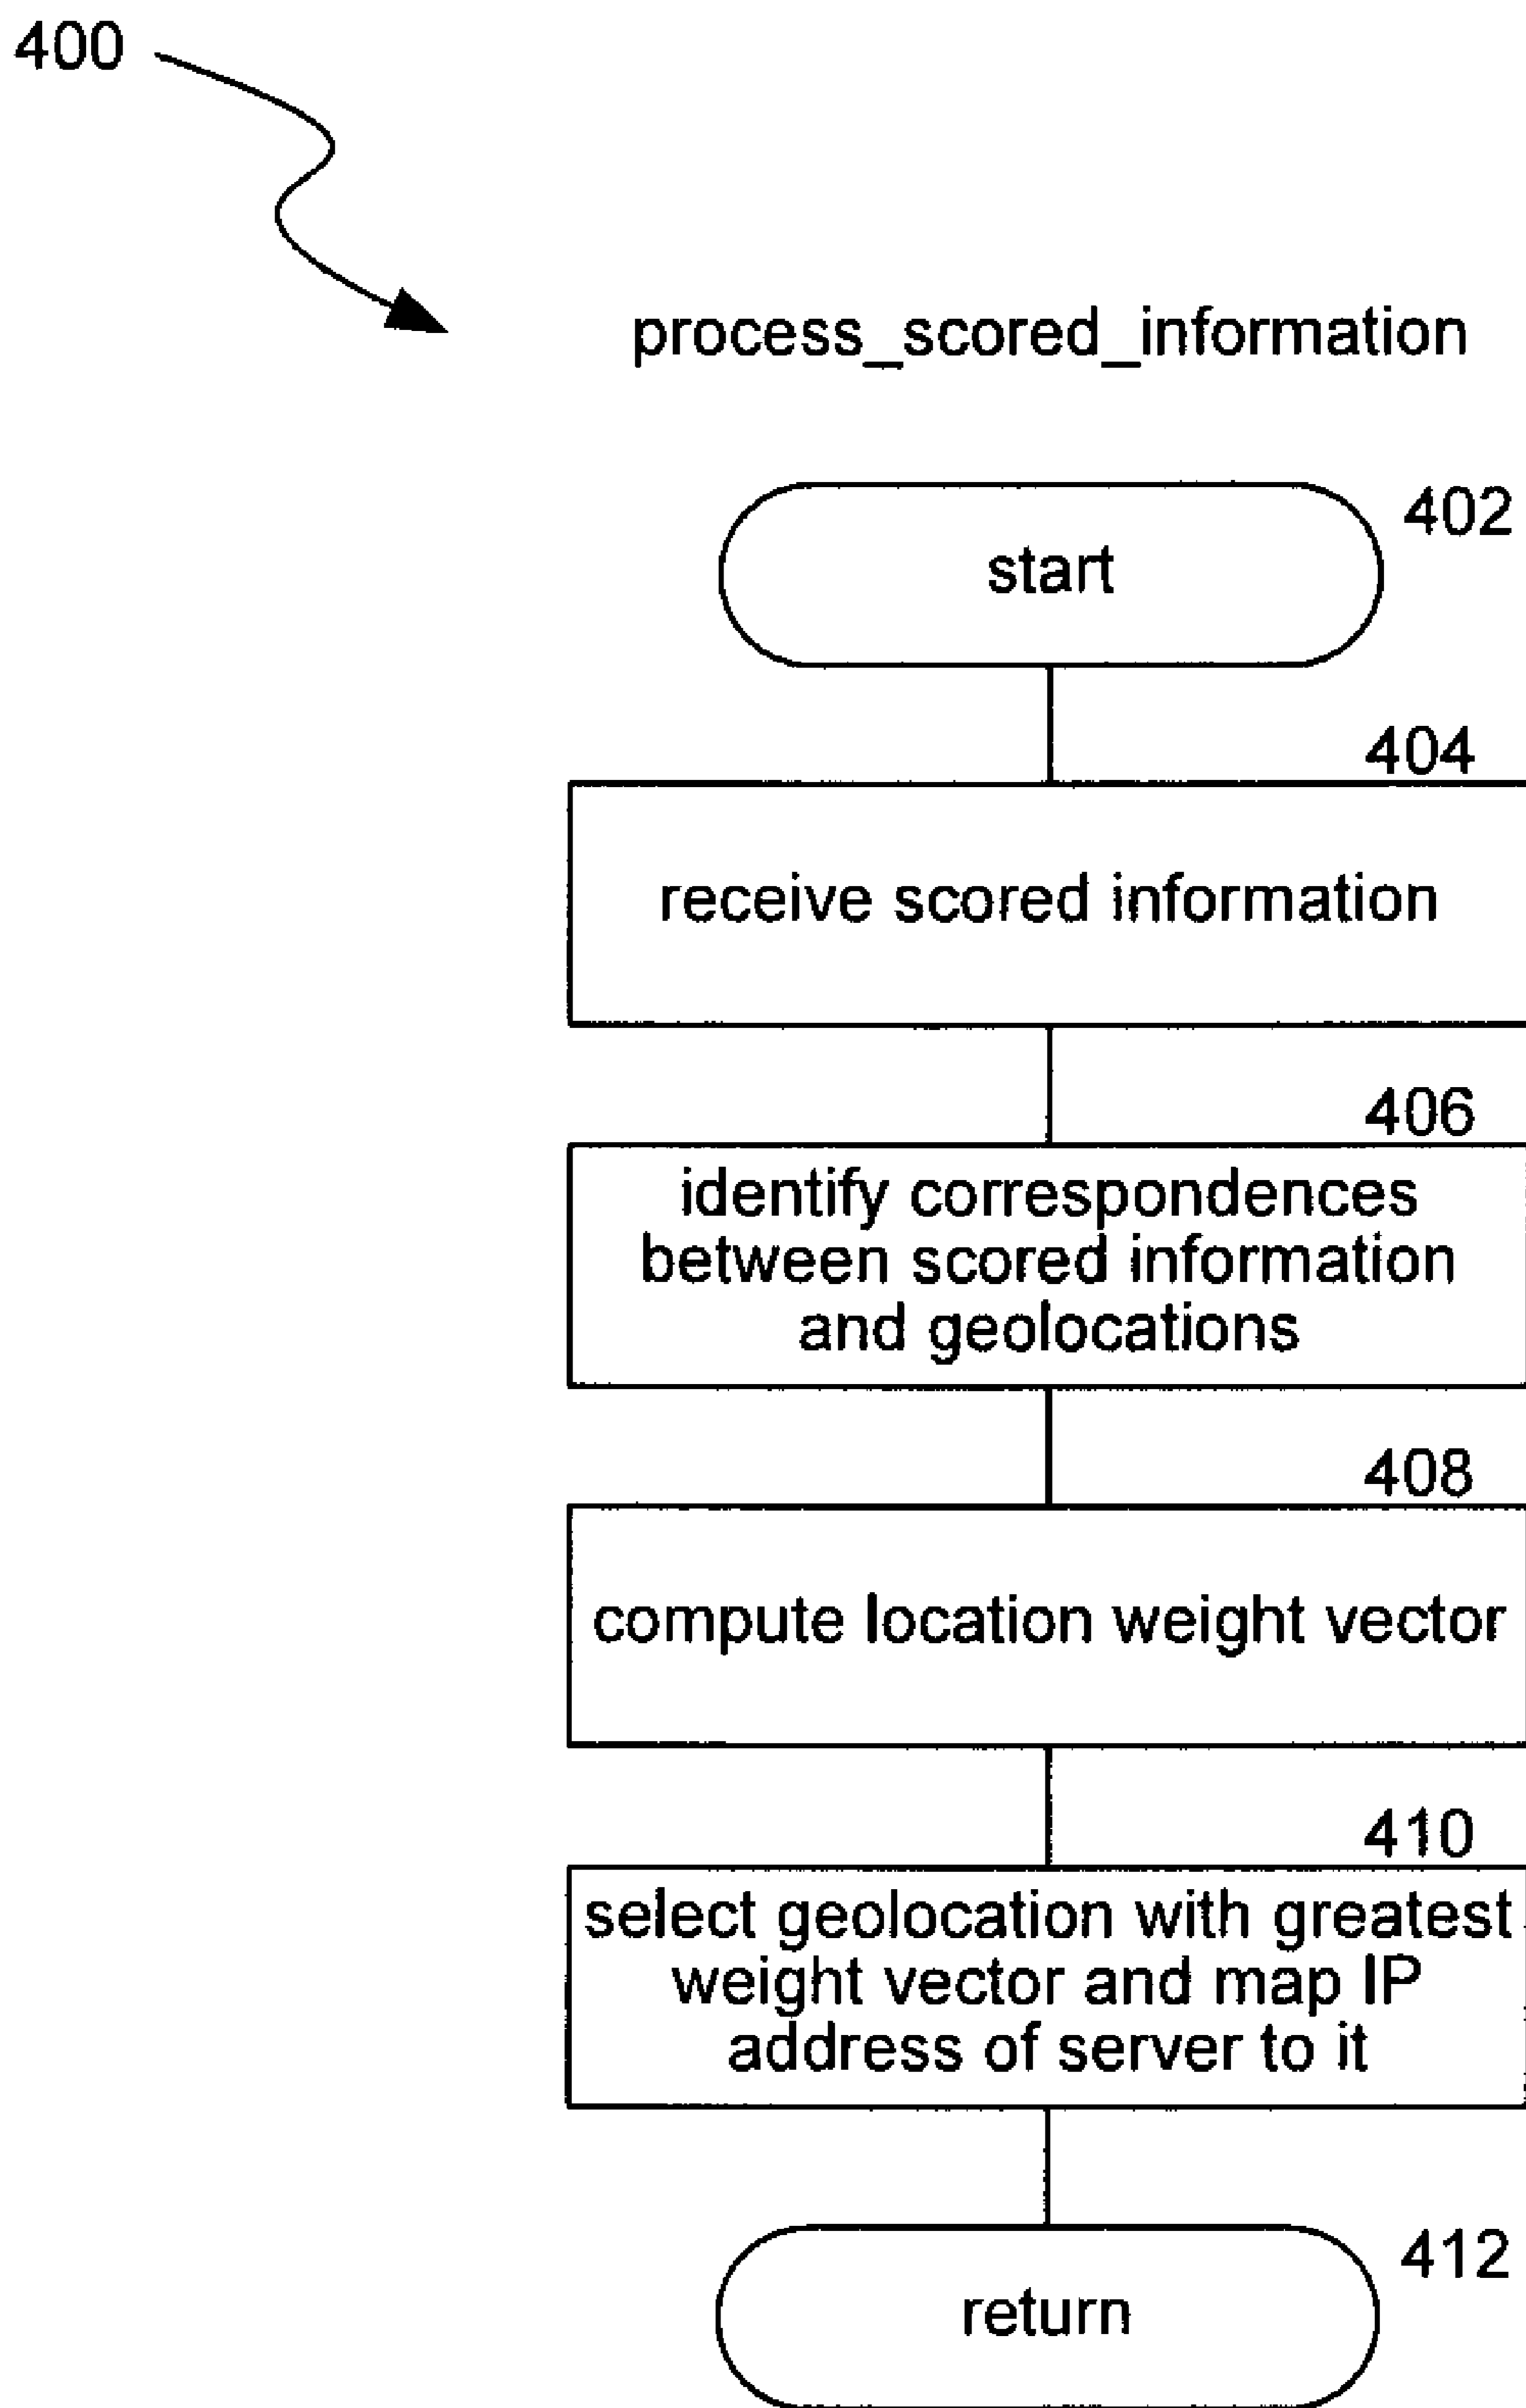 400
process_scored_information
402
start
404
receive scored information
406
identify correspondences
between scored information
and geolocations
408
compute location weight vector
410
select geolocation with greatest
weight vector and map IP
address of server to it
412
return